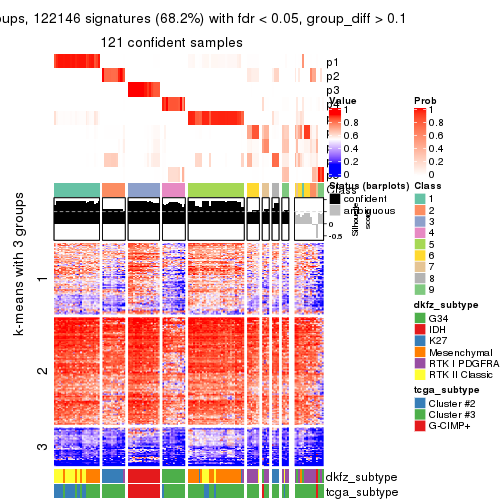 oups, 122146 signatures (68.2%) with fdr < 0.05, group_diff > 0.1
121 confident samples
p1
p2
p3
Value
1
0.8
0.6
0.4
0.2
0
Prob
1
0.8
0.6
0.4
0.2
0
Class
Status (barplots)
confident
ambiguous
0
-0.5
Class
1
2
3
4
5
6
7
8
9
k-means with 3 groups
1
2
3
dkfz_subtype
G34
IDH
K27
Mesenchymal
RTK I PDGFRA
RTK II Classic
tcga_subtype
Cluster #2
Cluster #3
G-CIMP+
dkfz_subtype
tcga_subtype